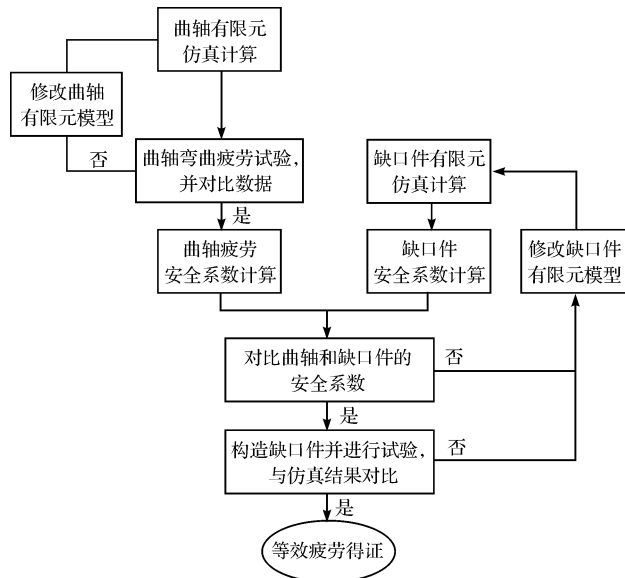 曲轴有限元
仿真计算
修改曲轴
有限元模型
否
曲轴弯曲疲劳试验，
并对比数据
缺口件有限元
仿真计算
是
曲轴疲劳
安全系数计算
缺口件
安全系数计算
修改缺口件
有限元模型
对比曲轴和缺口件的
安全系数
否
是
构造缺口件并进行试验，
与仿真结果对比
否
是
等效疲劳得证